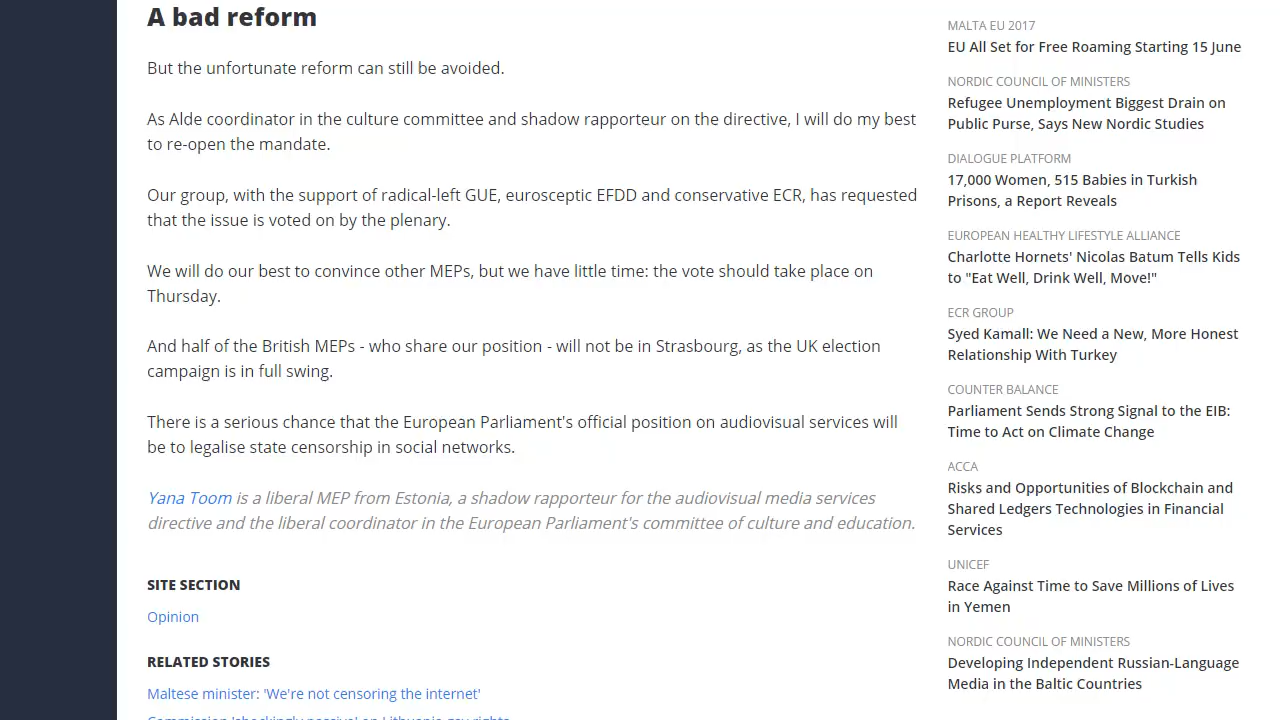 A bad reform
But the unfortunate reform can still be avoided.
As Alde coordinator in the culture committee and shadow rapporteur on the directive, I will do my best
to re-open the mandate.
Our group, with the support of radical-left GUE, eurosceptic EFDD and conservative ECR, has requested
that the issue is voted on by the plenary.
We will do our best to convince other MEPs, but we have little time: the vote should take place on
Thursday.
And half of the British MEPs - who share our position - will not be in Strasbourg, as the UK election
campaign is in full swing.
There is a serious chance that the European Parliament's official position on audiovisual services will
be to legalise state censorship in social networks.
Yana Toom is a liberal MEP from Estonia, a shadow rapporteur for the audiovisual media services
directive and the liberal coordinator in the European Parliament's committee of culture and education.
SITE SECTION
Opinion
RELATED STORIES
Maltese minister: 'We're not censoring the internet'
Commission 'shockingly passive' on Lithuania gay rights
MALTA EU 2017
EU All Set for Free Roaming Starting 15 June
NORDIC COUNCIL OF MINISTERS
Refugee Unemployment Biggest Drain on
Public Purse, Says New Nordic Studies
DIALOGUE PLATFORM
17,000 Women, 515 Babies in Turkish
Prisons, a Report Reveals
EUROPEAN HEALTHY LIFESTYLE ALLIANCE
Charlotte Hornets' Nicolas Batum Tells Kids
to "Eat Well, Drink Well, Move!"
ECR GROUP
Syed Kamall: We Need a New, More Honest
Relationship With Turkey
COUNTER BALANCE
Parliament Sends Strong Signal to the EIB:
Time to Act on Climate Change
ACCA
Risks and Opportunities of Blockchain and
Shared Ledgers Technologies in Financial
Services
UNICEF
Race Against Time to Save Millions of Lives
in Yemen
NORDIC COUNCIL OF MINISTERS
Developing Independent Russian-Language
Media in the Baltic Countries